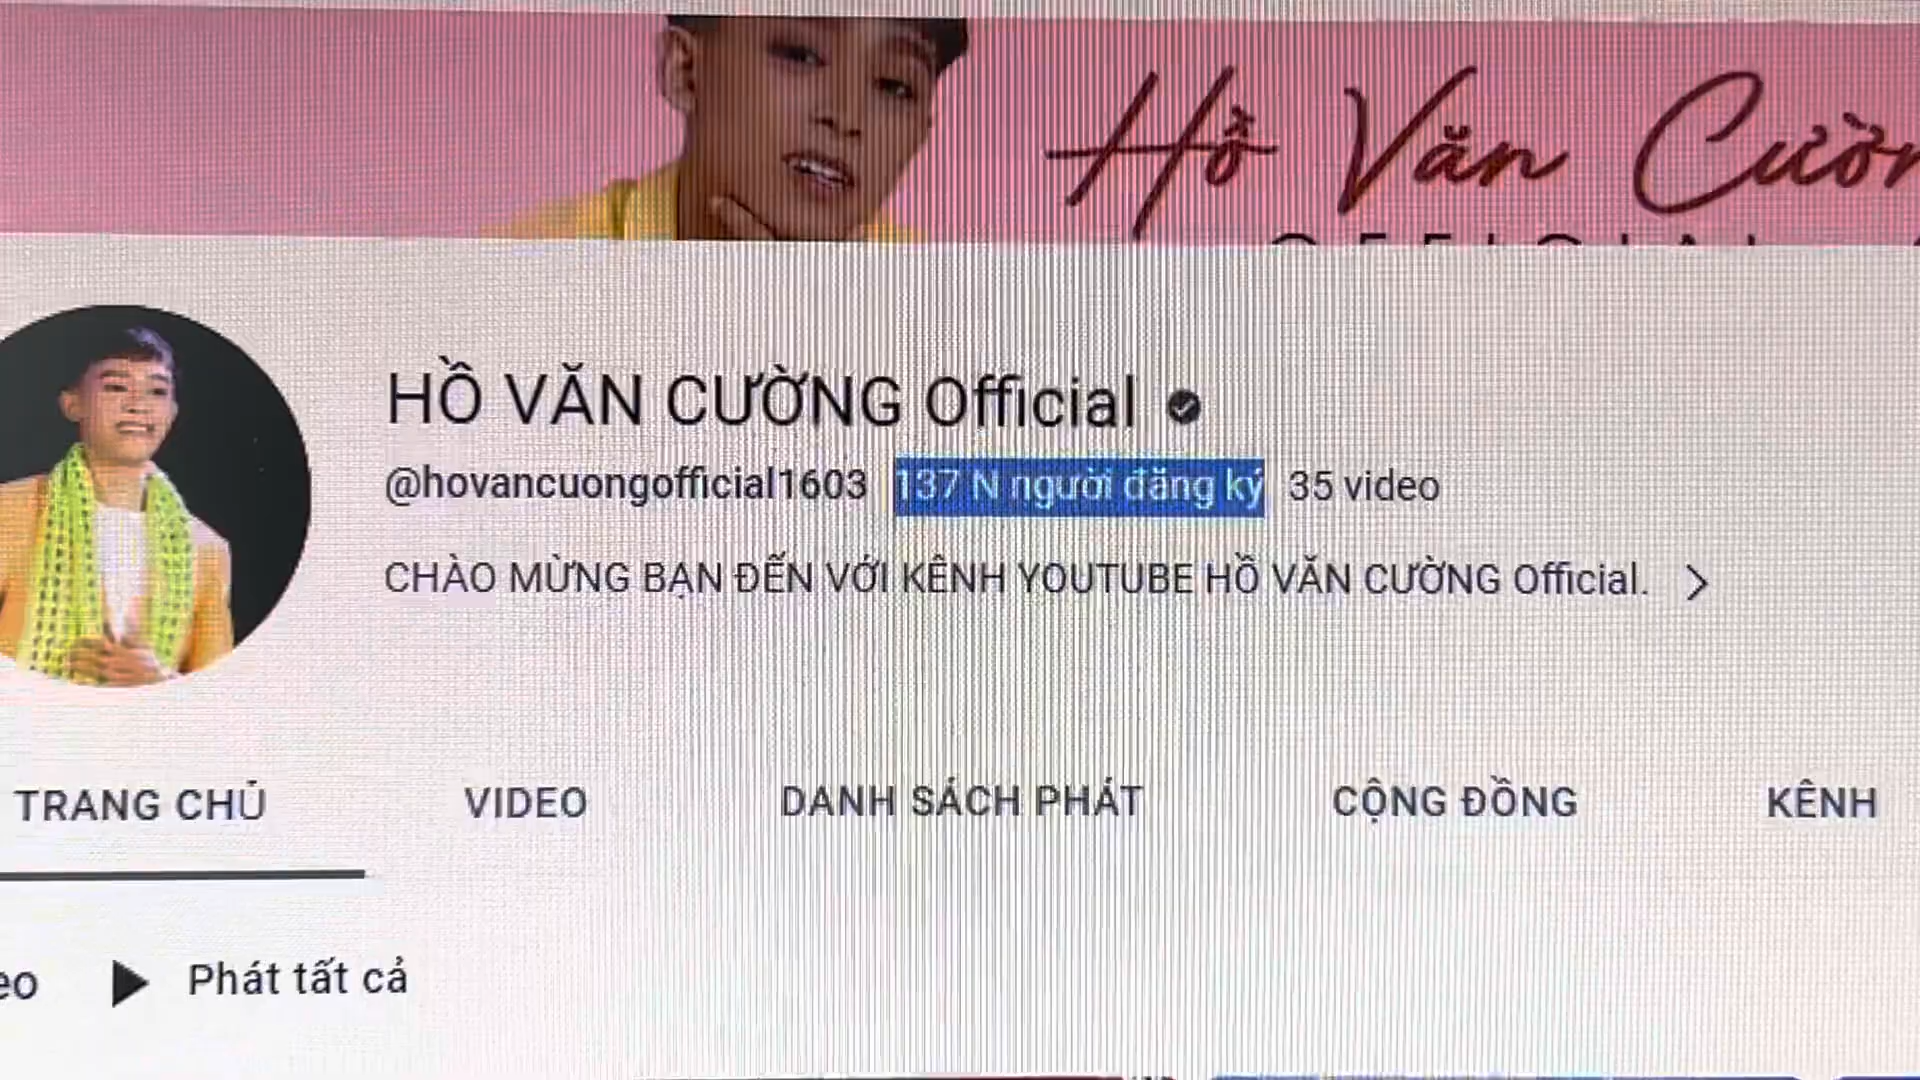 Hồ Văn Cườn
OFFICIAL
HỒ VĂN CƯỜNG Official
@hovancuongofficial1603 137 N người đăng ký 35 video
CHÀO MỪNG BẠN ĐẾN VỚI KÊNH YOUTUBE HỒ VĂN CƯỜNG Official.
TRANG CHỦ VIDEO DANH SÁCH PHÁT CỘNG ĐỒNG KÊNH
eo Phát tất cả